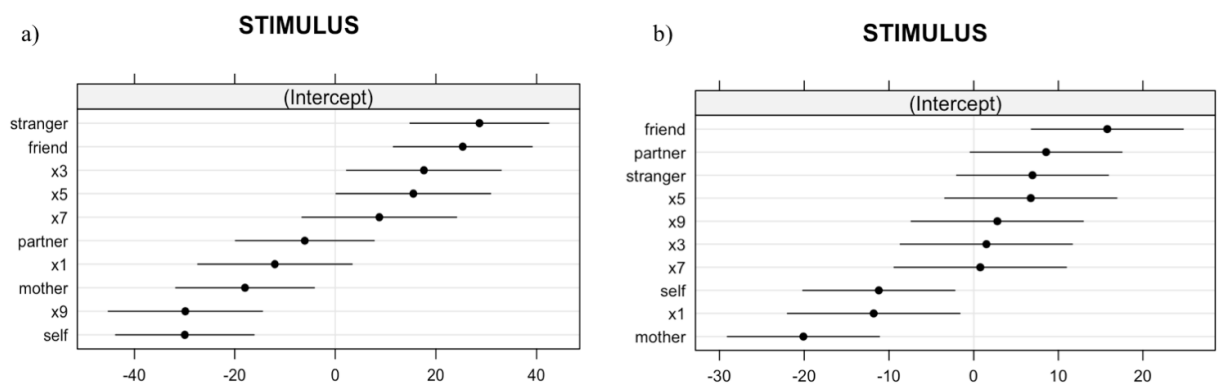 a)
STIMULUS
(Intercept)
stranger
friend
x3
x5
x7
partner
x1
mother
x9
self
-40 -20 0 20 40
b)
STIMULUS
-30 -20 -10 0 10 20
(Intercept)
friend
partner
stranger
x5
x9
x3
x7
self
x1
mother